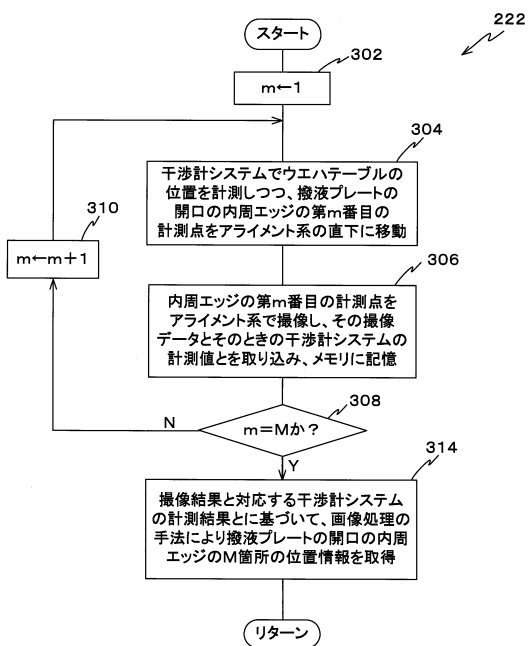 222
スタート
302
m←1
304
干渉計システムでウエハテーブルの
位置を計測しつつ、撥液プレートの
開口の内周エッジの第m番目の
計測点をアライメント系の直下に移動
310
m←m+1
306
内周エッジの第m番目の計測点を
アライメント系で撮像し、その撮像
データとそのときの干渉計システムの
計測値とを取り込み、メモリに記憶
308
m=Mか?
N
Y
314
撮像結果と対応する干渉計システム
の計測結果とに基づいて、画像処理の
手法により撥液プレートの開口の内周
エッジのM箇所の位置情報を取得
リターン